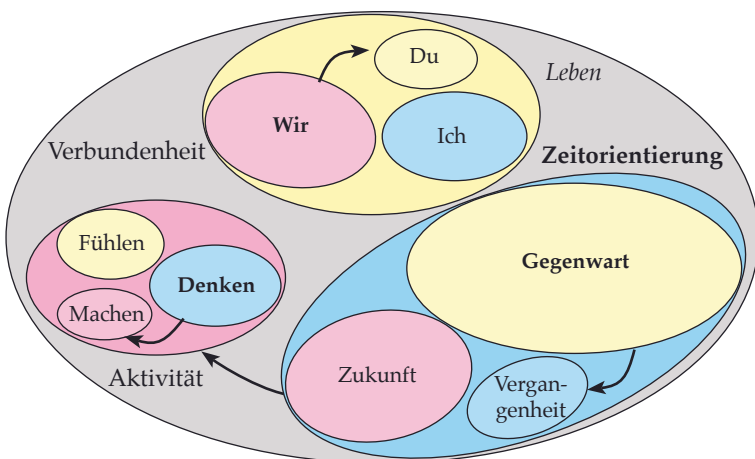 Du
Leben
Wir
Ich
Verbundenheit
Zeitorientierung
Fühlen
Gegenwart
Denken
Machen
Zukunft
Aktivität
Vergan-
genheit